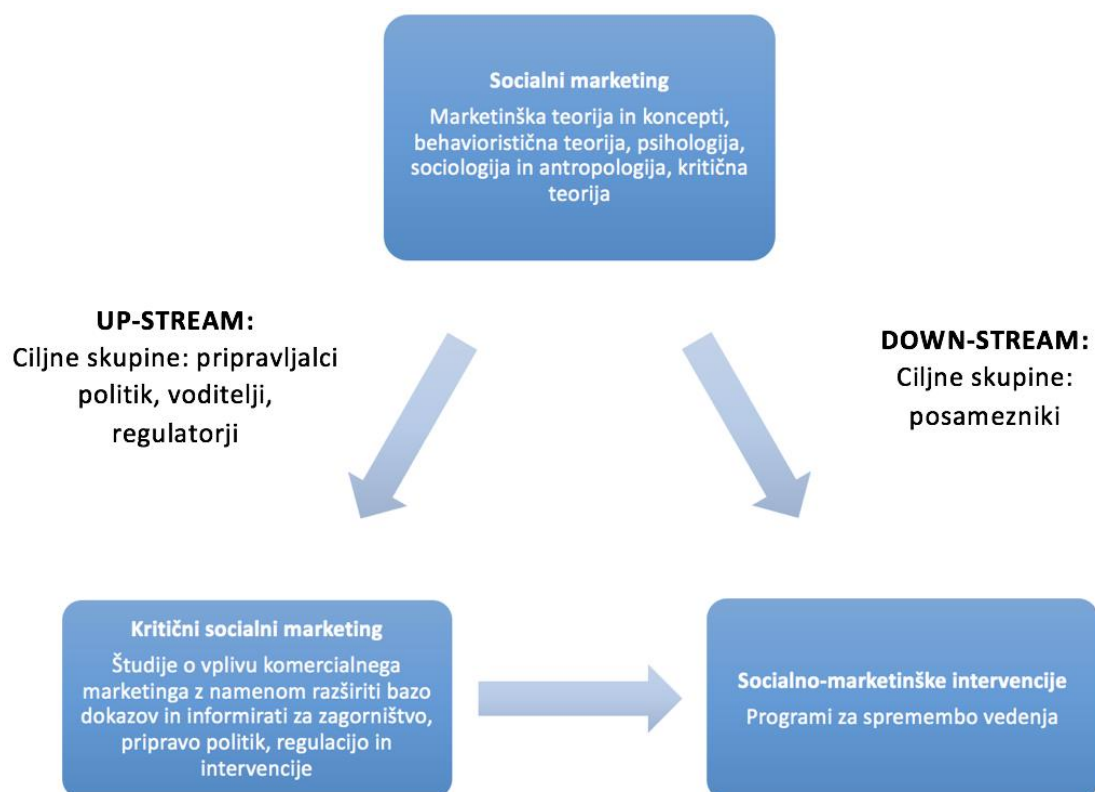 Socialni marketing
Marketinška teorija in koncepti,
behavioristična teorija, psihologija,
sociologija in antropologija, kritična
teorija
UP-STREAM:
Ciljne skupine: pripravljalci
politik, voditelji,
regulatorji
DOWN-STREAM:
Ciljne skupine:
posamezniki
Kritični socialni marketing
Študije o vplivu komercialnega
marketinga z namenom razširiti bazo
dokazov in informirati za zagorništvo,
pripravo politik, regulacijo in
intervencije
Socialno-marketinške intervencije
Programi za spremembo vedenja